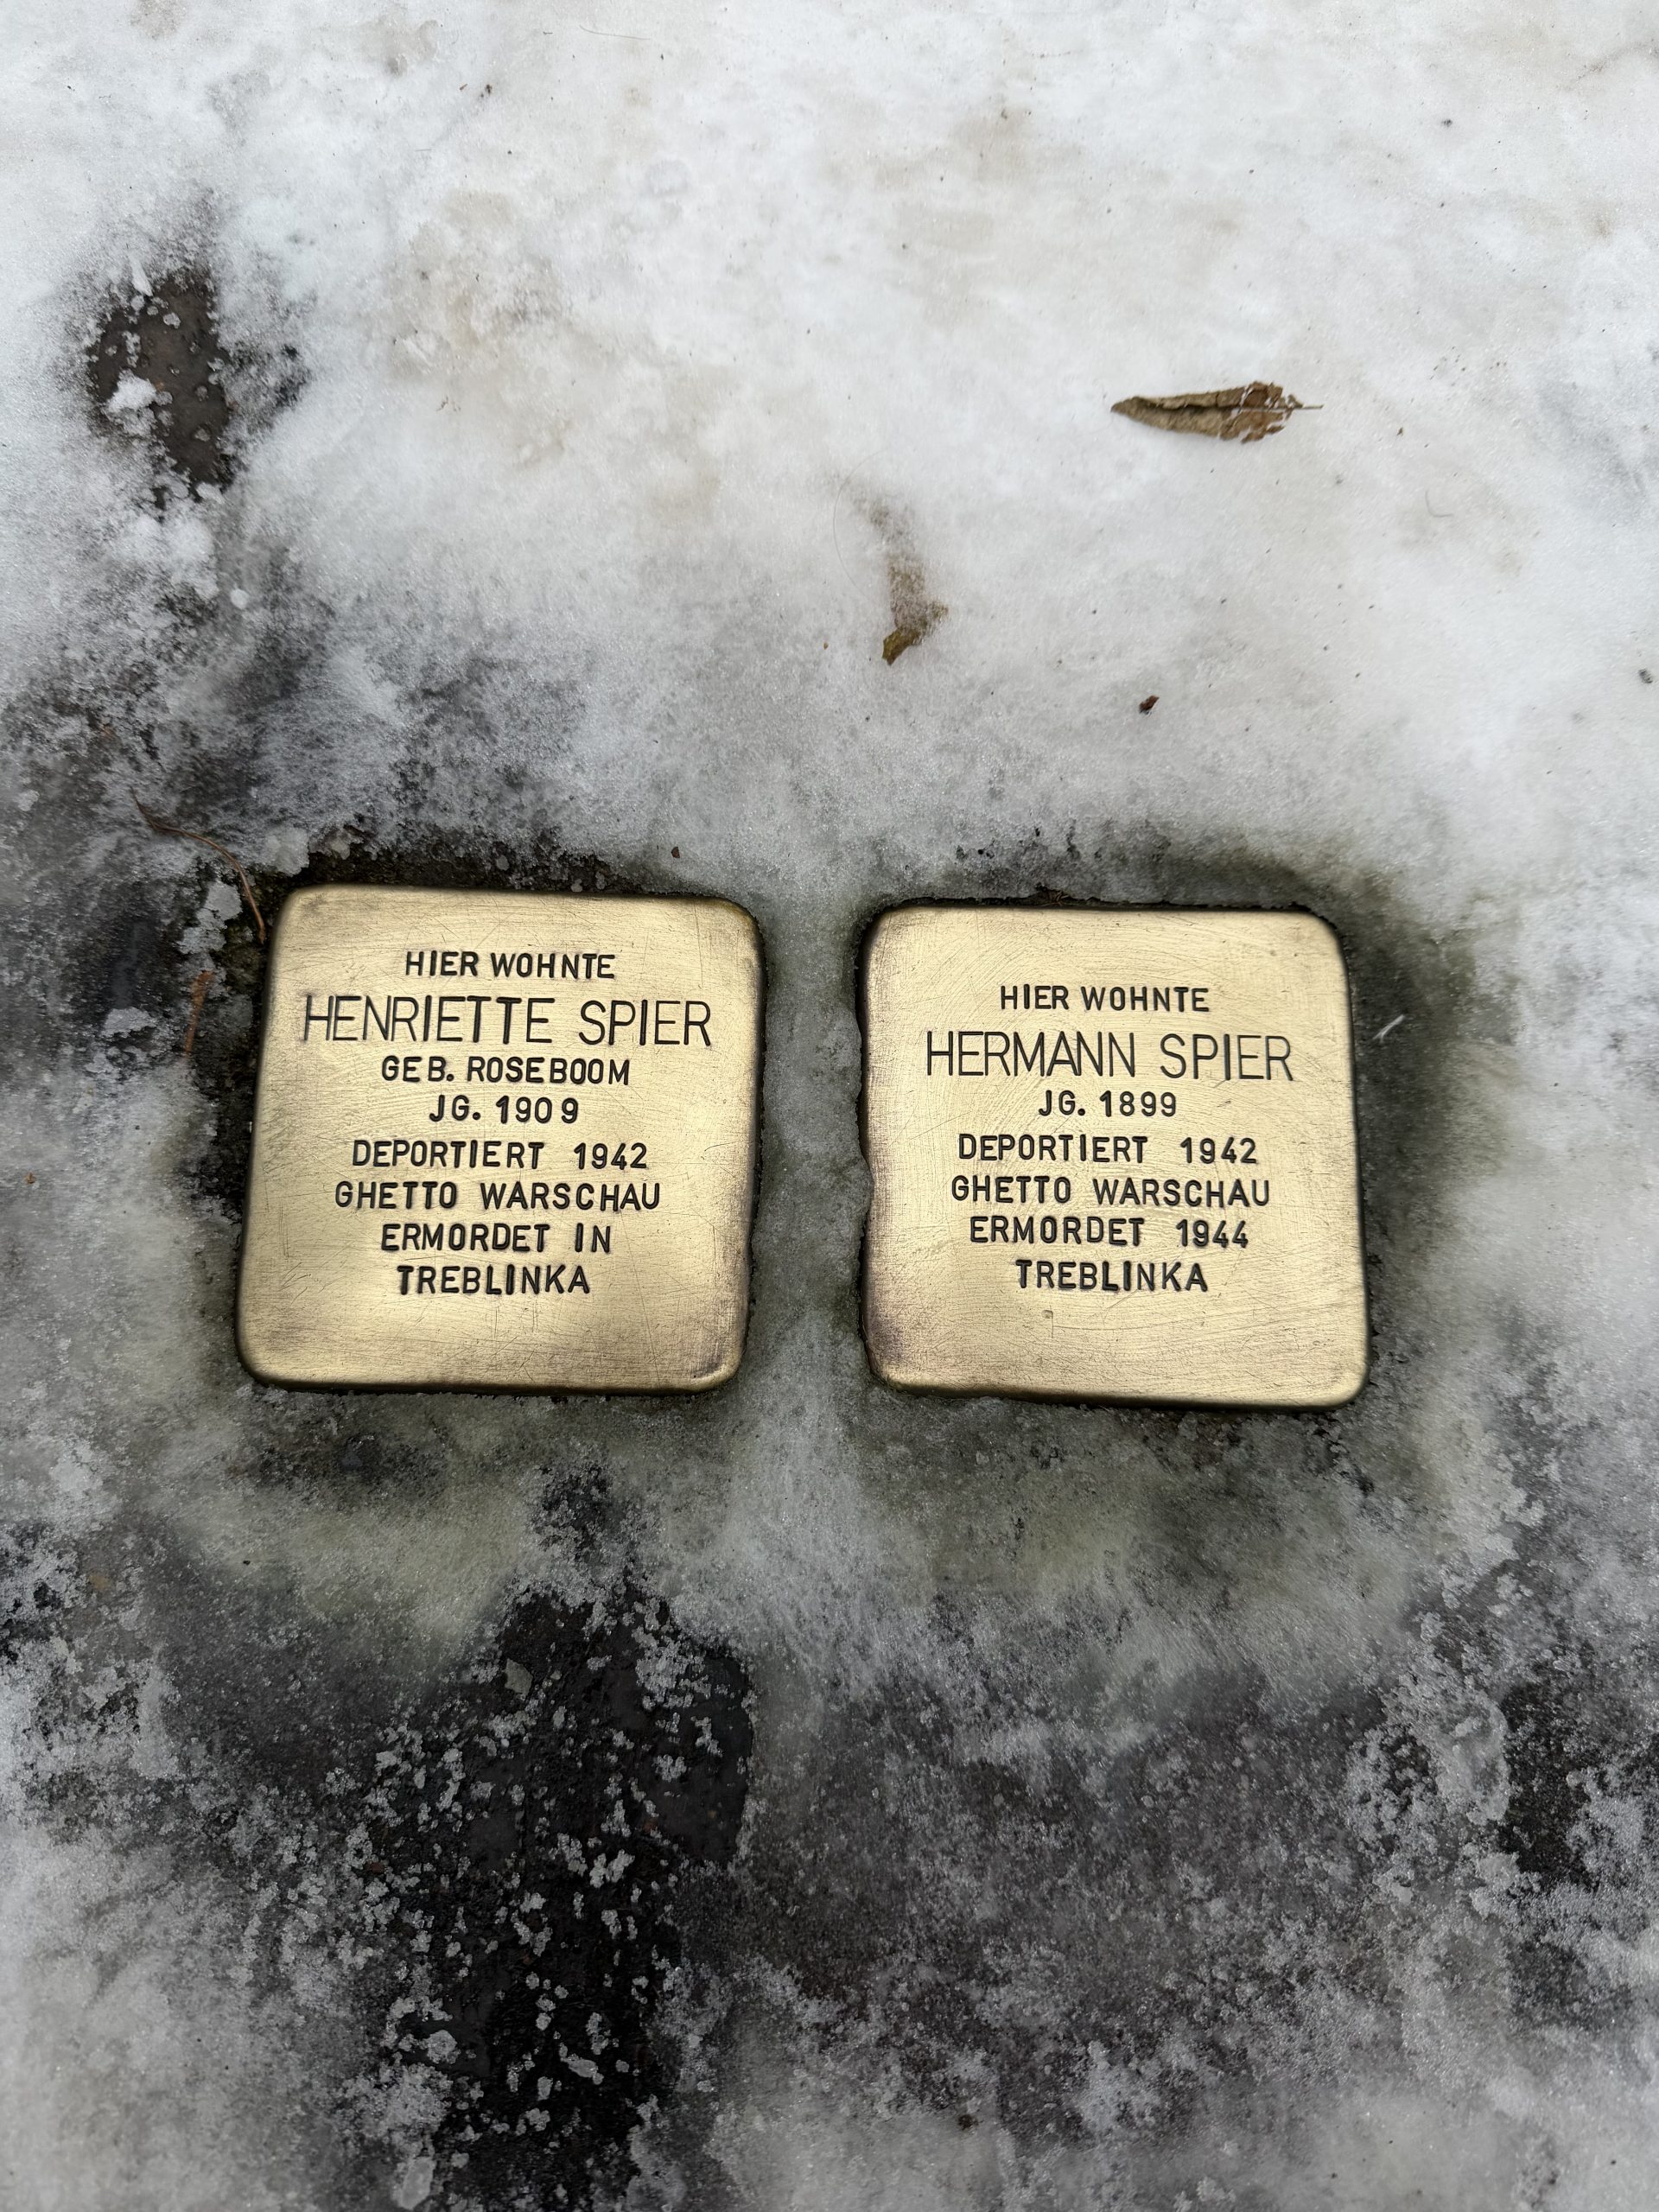 HIER WOHNTE
HENRIETTE SPIER
GEB. ROSEBOOM
JG. 1909
DEPORTIERT 1942
GHETTO WARSCHAU
ERMORDET IN
TREBLINKA
HIER WOHNTE
HERMANN SPIER
JG. 1899
DEPORTIERT 1942
GHETTO WARSCHAU
ERMORDET 1944
TREBLINKA